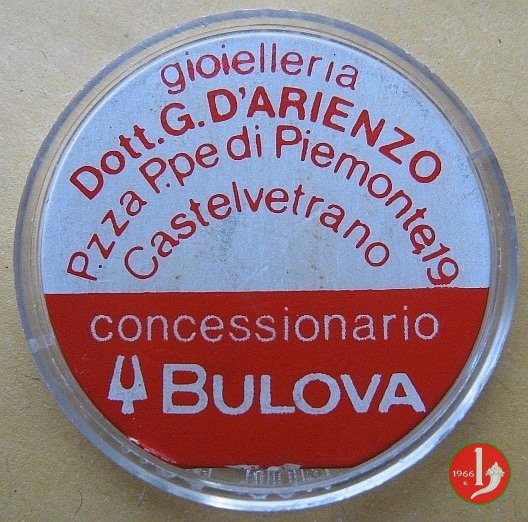 gioielleria
Dott. G. D'ARIENZO
P.zza P.pe di Piemonte, 19
Castelvetrano
concessionario
BULOVA
1966
R